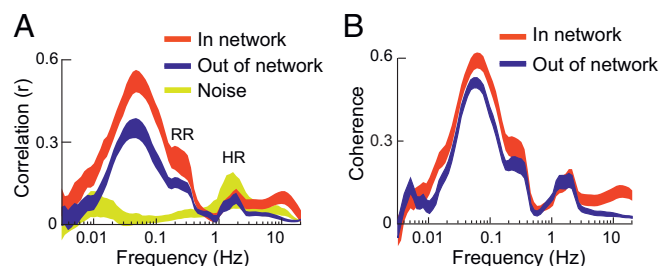 A
In network
Out of network
Noise
Correlation (r)
0.6
0.3
0
RR
HR
0.01
0.1
1
10
Frequency (Hz)
B
In network
Out of network
Coherence
0.6
0.3
0
0.01
0.1
1
10
Frequency (Hz)